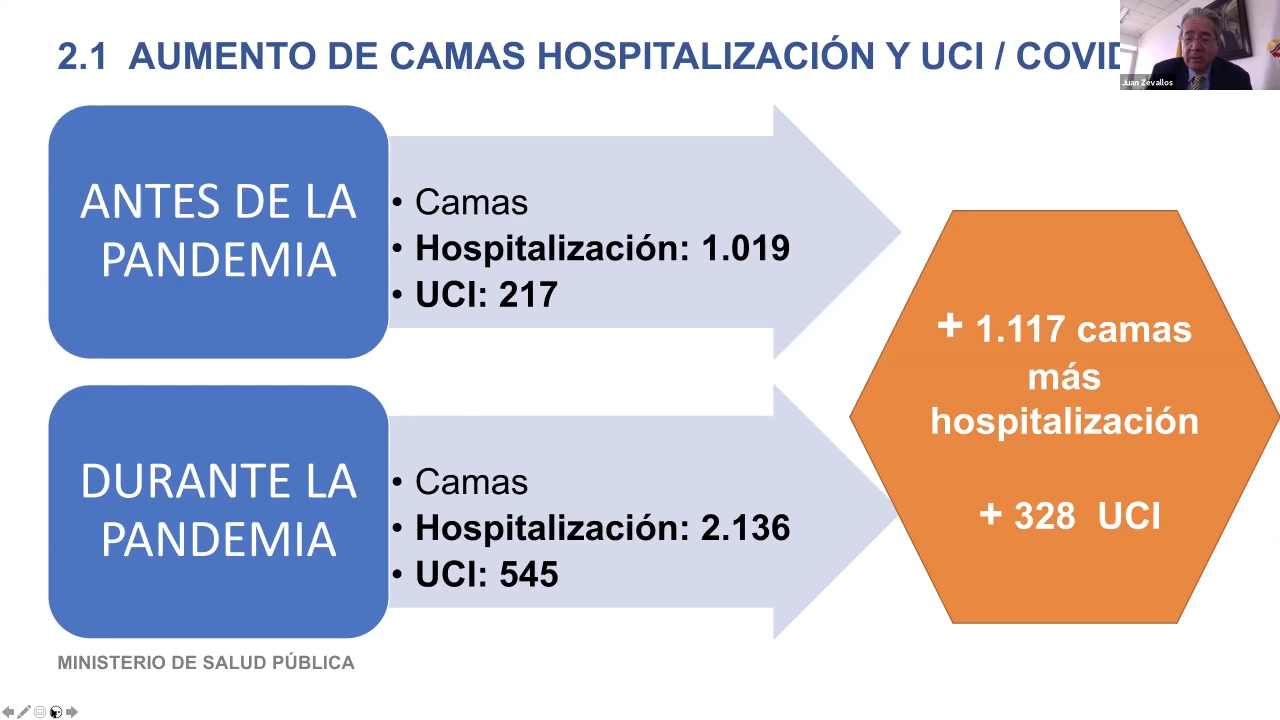 2.1 AUMENTO DE CAMAS HOSPITALIZACIÓN Y UCI / COVID
Juan Zevallos
ANTES DE LA
PANDEMIA
• Camas
• Hospitalización: 1.019
• UCI: 217
DURANTE LA
PANDEMIA
• Camas
• Hospitalización: 2.136
• UCI: 545
+ 1.117 camas
más
hospitalización
+ 328 UCI
MINISTERIO DE SALUD PÚBLICA